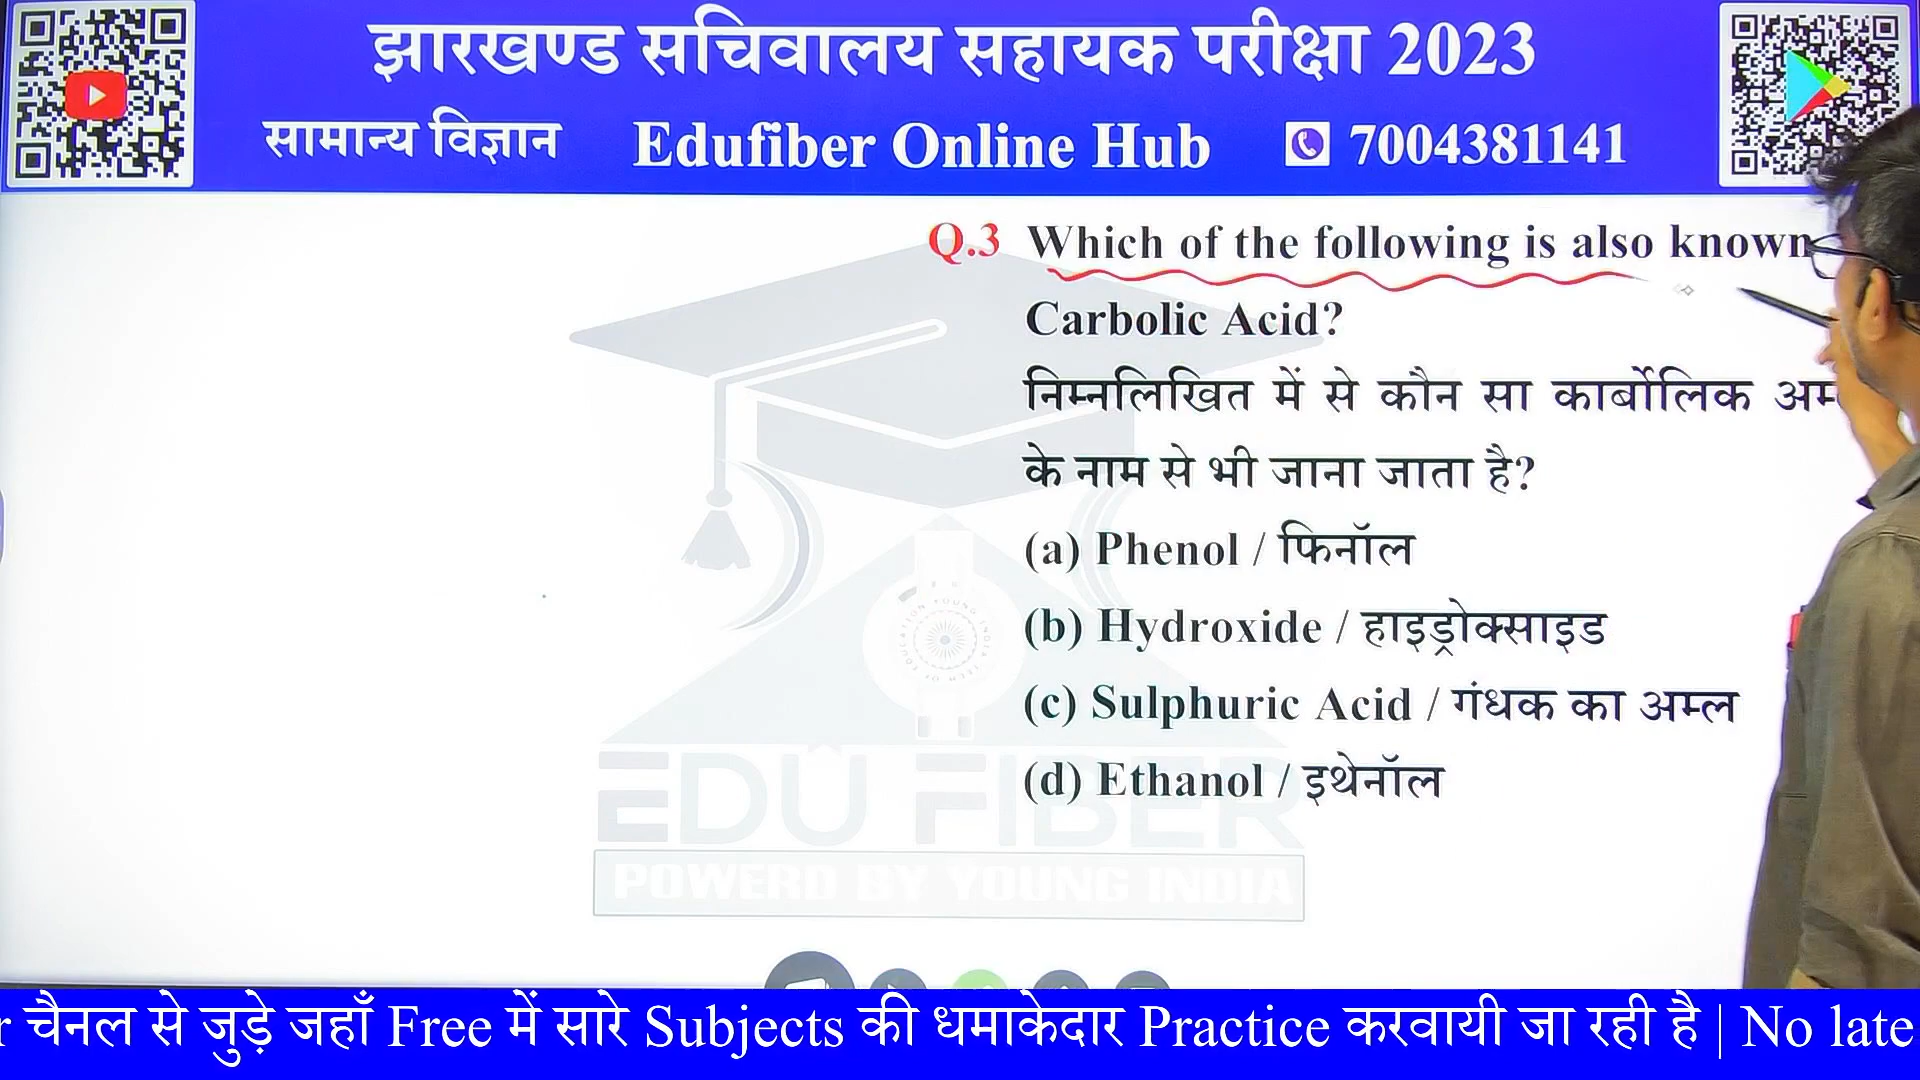 झारखण्ड सचिवालय सहायक परीक्षा 2023
सामान्य विज्ञान Edufiber Online Hub 7004381141
Q.3 Which of the following is also known
Carbolic Acid?
निम्नलिखित में से कौन सा कार्बोलिक
के नाम से भी जाना जाता है?
(a) Phenol / फिनॉल
(b) Hydroxide / हाइड्रोक्साइड
(c) Sulphuric Acid / गंधक का अम्ल
(d) Ethanol / इथेनॉल
EDU FIBER
POWERD BY YOUNG INDIA
चैनल से जुड़े जहाँ Free में सारे Subjects की धमाकेदार Practice करवायी जा रही है | No late